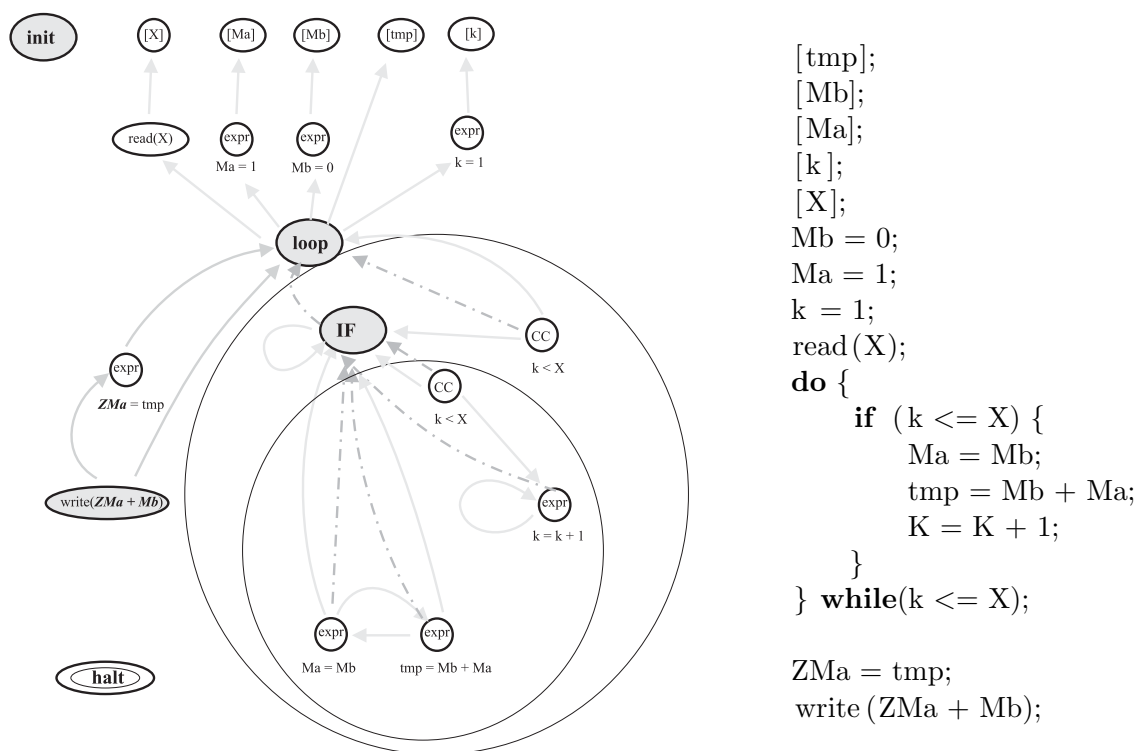 init
[X]
[Ma]
[Mb]
[tmp]
[k]
read(X)
expr
Ma = 1
expr
Mb = 0
expr
k = 1
loop
IF
CC
k < X
CC
k < X
expr
ZMa = tmp
write(ZMa + Mb)
expr
k = k + 1
expr
Ma = Mb
expr
tmp = Mb + Ma
halt
[tmp];
[Mb];
[Ma];
[k];
[X];
Mb = 0;
Ma = 1;
k = 1;
read(X);
do {
if (k <= X) {
Ma = Mb;
tmp = Mb + Ma;
K = K + 1;
}
} while(k <= X);
ZMa = tmp;
write(ZMa + Mb);